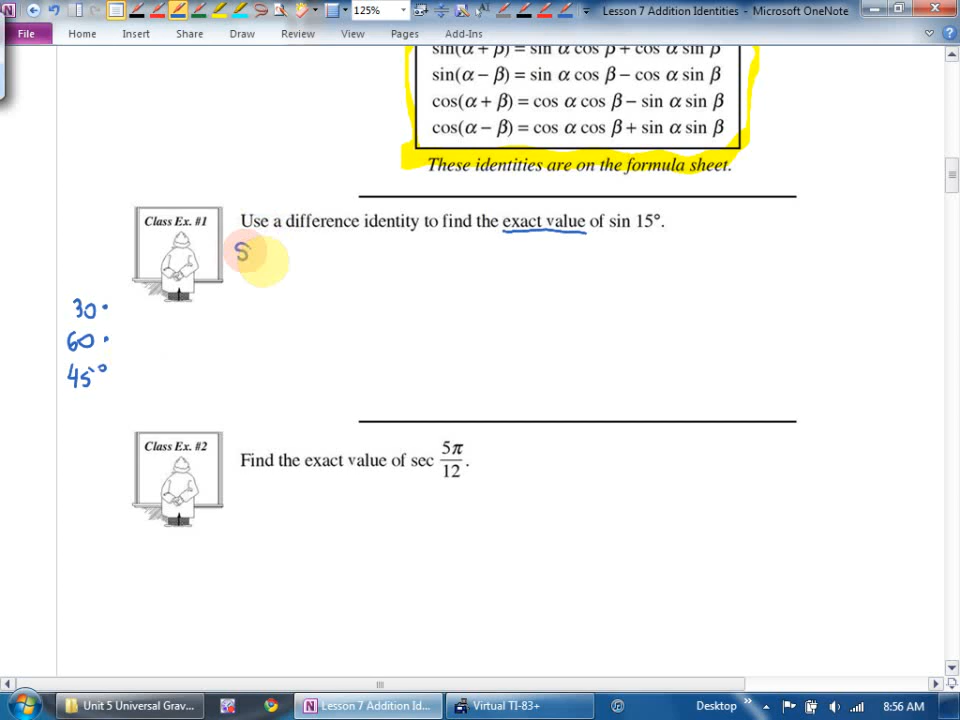 125%
Lesson 7 Addition Identities - Microsoft OneNote
File Home Insert Share Draw Review View Pages Add-Ins
sin(α + β) = sin α cos β + cos α sin β
sin(α − β) = sin α cos β − cos α sin β
cos(α + β) = cos α cos β − sin α sin β
cos(α − β) = cos α cos β + sin α sin β
These identities are on the formula sheet.
Class Ex. #1
Use a difference identity to find the exact value of sin 15°.
S
30°
60°
45°
Class Ex. #2
Find the exact value of sec 5π/12.
Unit 5 Universal Grav...
Lesson 7 Addition Id...
Virtual TI-83+
Desktop
8:56 AM